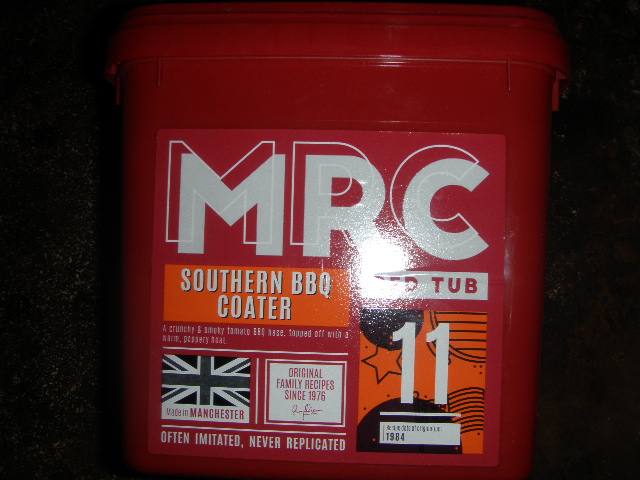 MRC
RED TUB
SOUTHERN BBQ
COATER
A crunchy & smoky tomato BBQ base, topped off with a
warm, peppery heat.
11
Made in MANCHESTER
ORIGINAL
FAMILY RECIPES
SINCE 1976
1984
OFTEN IMITATED, NEVER REPLICATED